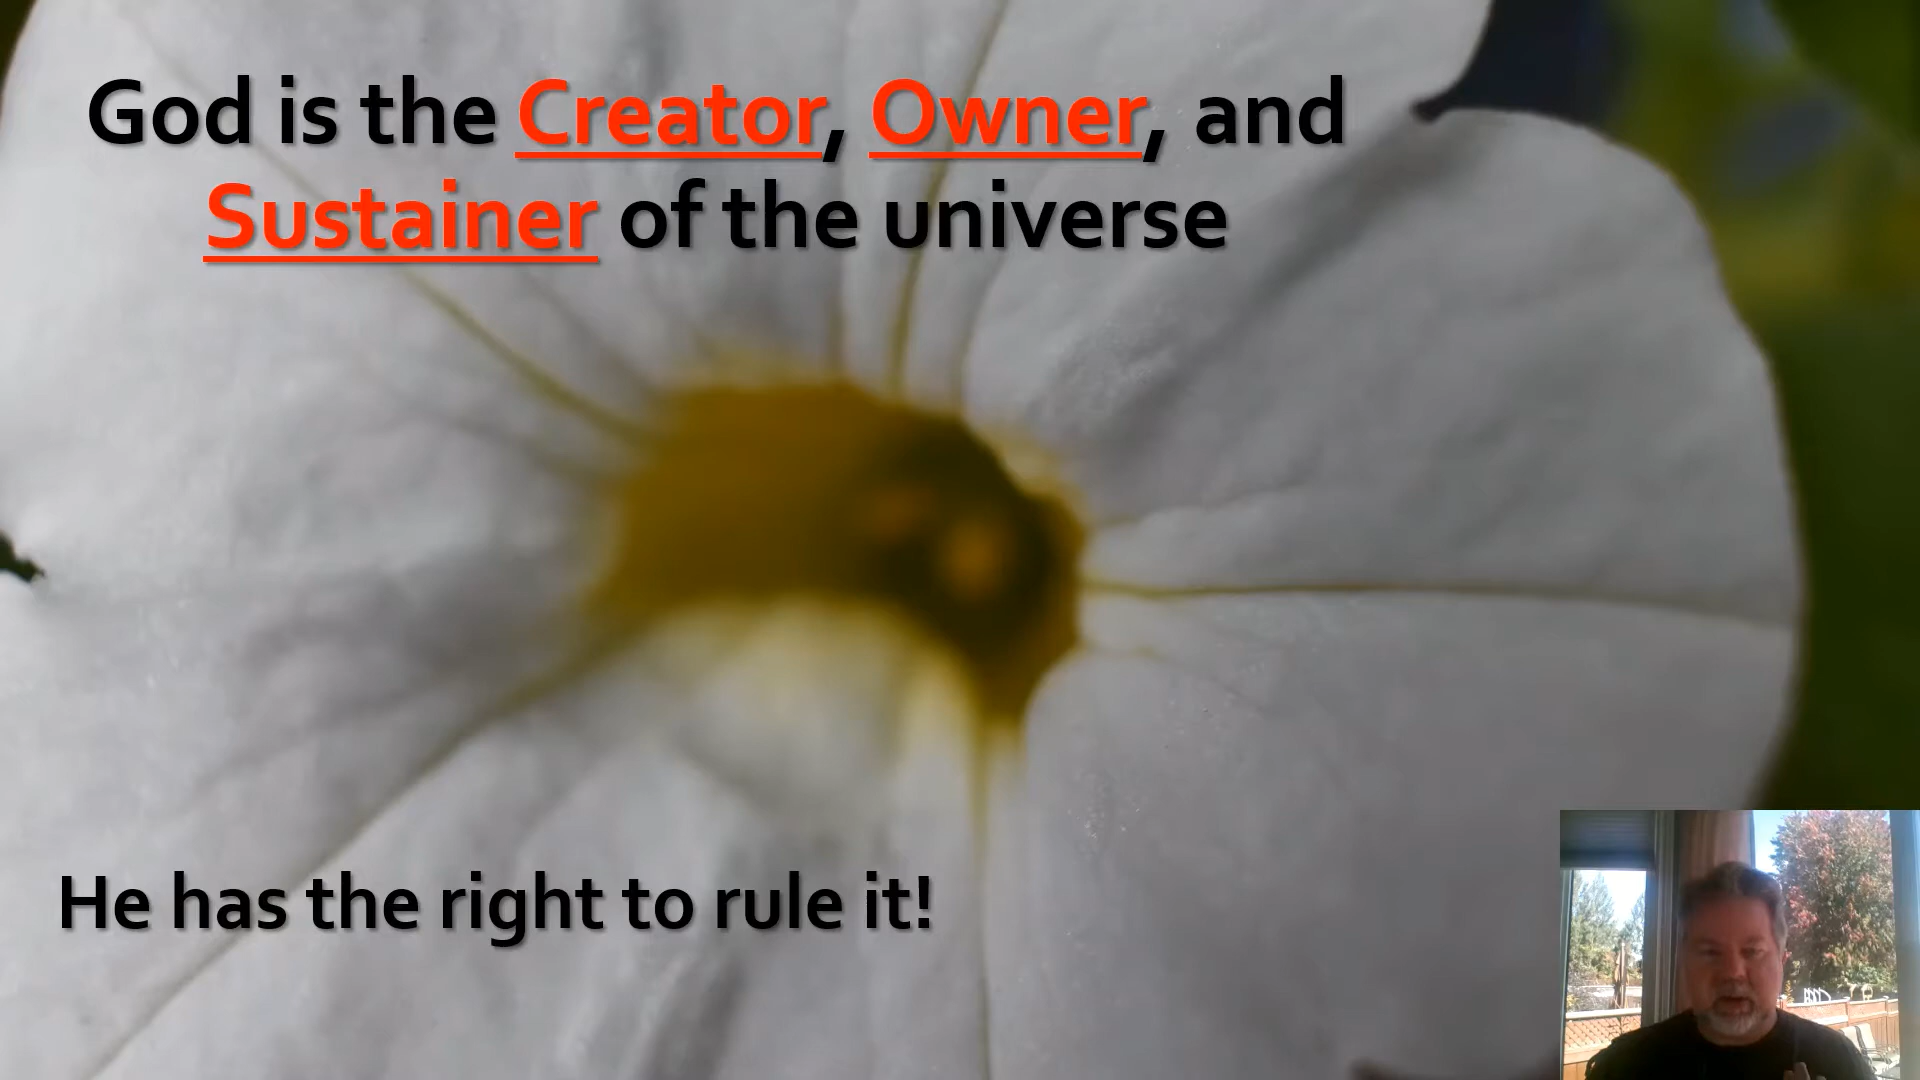 God is the Creator, Owner, and
Sustainer of the universe
He has the right to rule it!